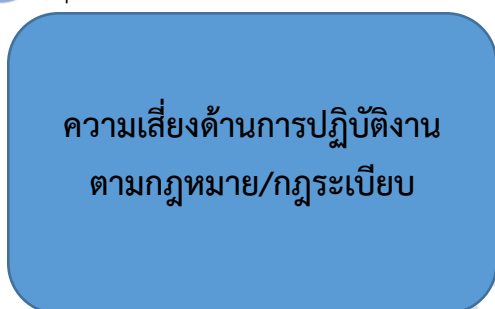 ความเสี่ยงด้านการปฏิบัติงาน
ตามกฎหมาย/กฎระเบียบ